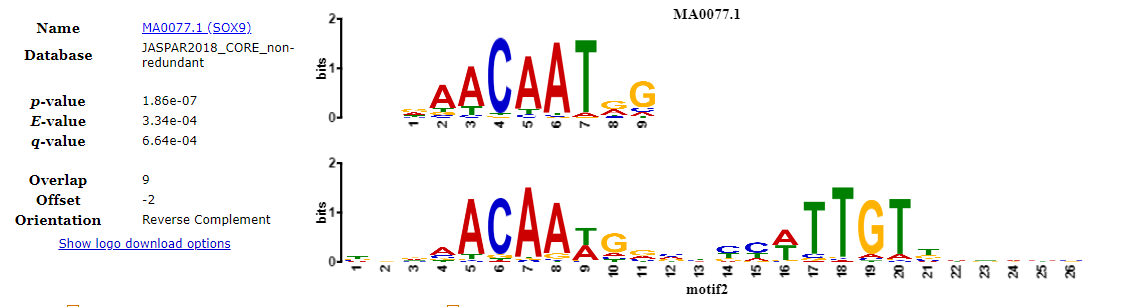 Name MA0077.1 (SOX9)
Database JASPAR2018_CORE_non-
redundant
p-value 1.86e-07
E-value 3.34e-04
q-value 6.64e-04
Overlap 9
Offset -2
Orientation Reverse Complement
Show logo download options
MA0077.1
2
1
0
bits
AACAATGG
1 2 3 4 5 6 7 8 9
2
1
0
bits
AACAATGCCATTGT
1 2 3 4 5 6 7 8 9 10 11 12 13 14 15 16 17 18 19 20 21 22 23 24 25 26
motif2